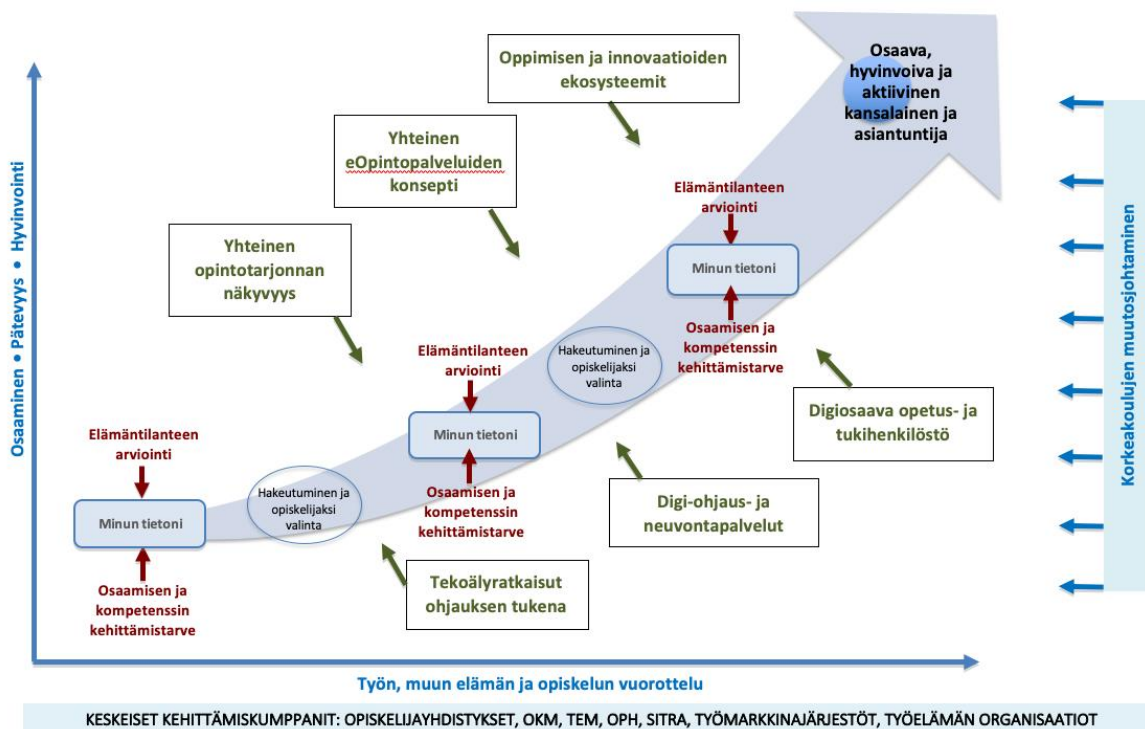 Oppimisen ja innovaatioiden
ekosysteemit
Osaava,
hyvinvoiva ja
aktiivinen
kansalainen ja
asiantuntija
Yhteinen
eOpintopalveluiden
konsepti
Yhteinen
opintotarjonnan
näkyvyys
Elämäntilanteen
arviointi
Minun tietoni
Osaamisen ja
kompetenssin
kehittämistarve
Hakeutuminen ja
opiskelijaksi
valinta
Elämäntilanteen
arviointi
Minun tietoni
Osaamisen ja
kompetenssin
kehittämistarve
Digiosaava opetus- ja
tukihenkilöstö
Digi-ohjaus- ja
neuvontapalvelut
Elämäntilanteen
arviointi
Minun tietoni
Osaamisen ja
kompetenssin
kehittämistarve
Hakeutuminen ja
opiskelijaksi
valinta
Tekoälyratkaisut
ohjauksen tukena
Osaaminen • Pätevyys • Hyvinvointi
Korkeakoulujen muutosjohtaminen
Työn, muun elämän ja opiskelun vuorottelu
KESKEISET KEHITTÄMISKUMPPANIT: OPISKELIJAYHDISTYKSET, OKM, TEM, OPH, SITRA, TYÖMARKKINAJÄRJESTÖT, TYÖELÄMÄN ORGANISAATIOT